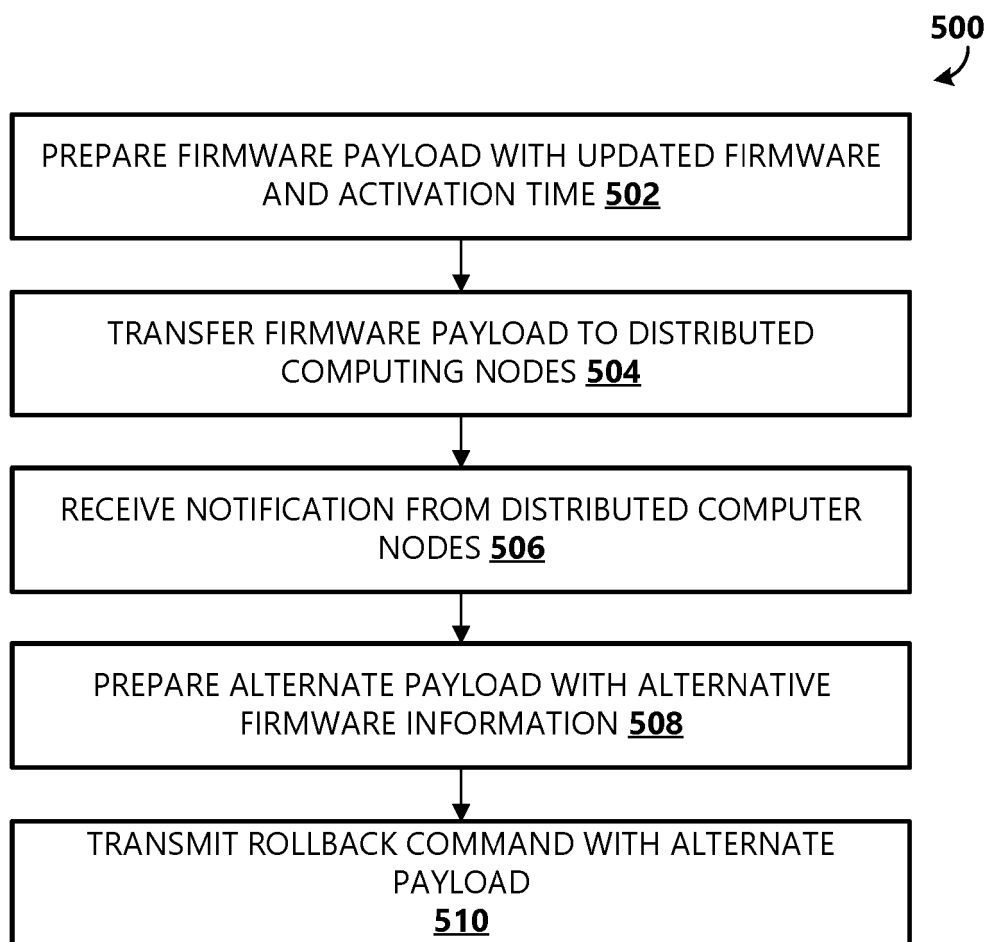 500
PREPARE FIRMWARE PAYLOAD WITH UPDATED FIRMWARE
AND ACTIVATION TIME 502
TRANSFER FIRMWARE PAYLOAD TO DISTRIBUTED
COMPUTING NODES 504
RECEIVE NOTIFICATION FROM DISTRIBUTED COMPUTER
NODES 506
PREPARE ALTERNATE PAYLOAD WITH ALTERNATIVE
FIRMWARE INFORMATION 508
TRANSMIT ROLLBACK COMMAND WITH ALTERNATE
PAYLOAD
510